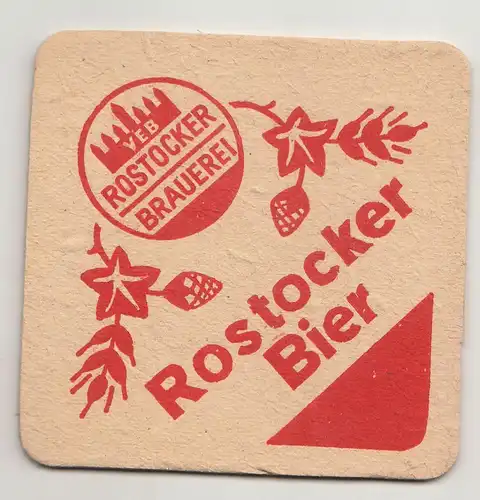 VEB
ROSTOCKER
BRAUEREI
Rostocker
Bier